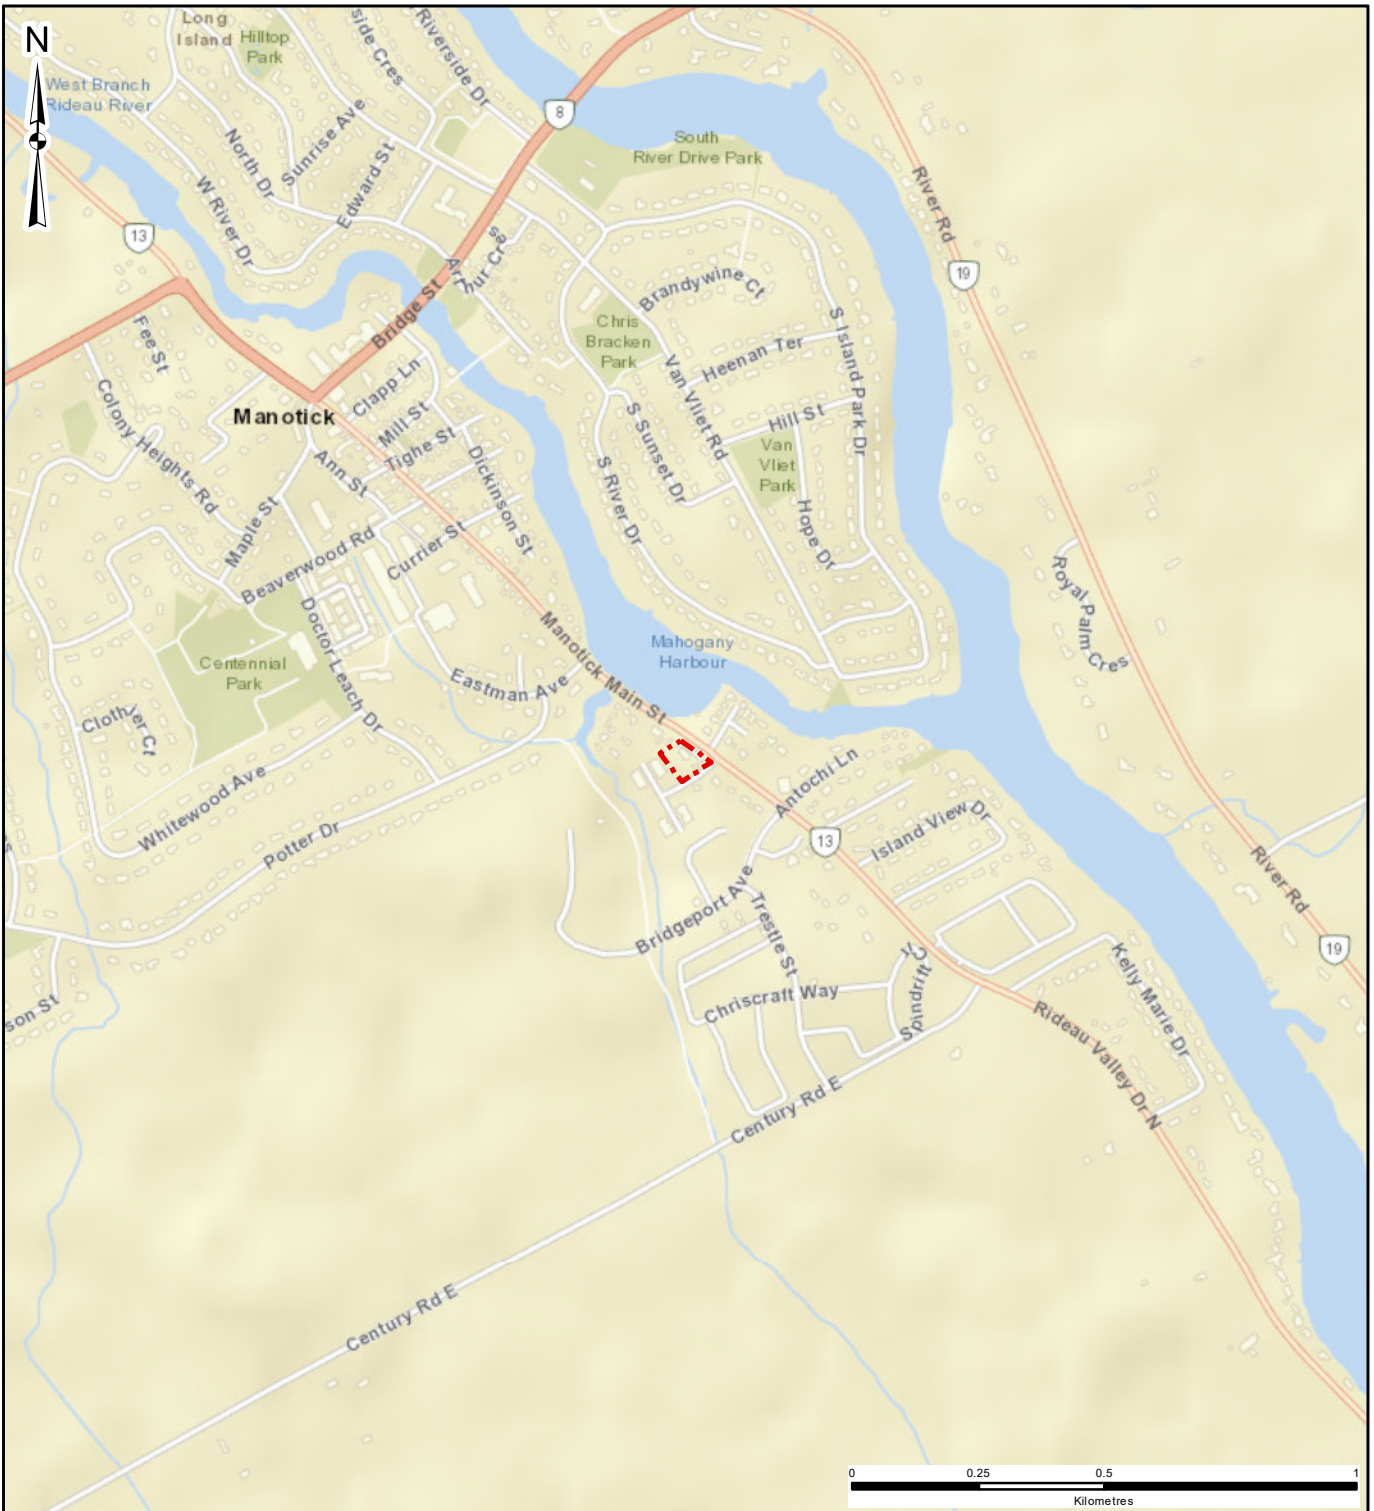 N
Long
Island
Hilltop
Park
side Cres
Riverside Dr
West Branch
Rideau River
8
South
River Drive Park
North Dr
Sunrise Ave
Edward St
W River Dr
River Rd
13
19
Arthur Cres
Brandywine Ct
Bridge St
Fee St
Chris
Bracken
Park
S Island Park Dr
Heenan Ter
Van Vliet Rd
Clapp Ln
Colony Heights Rd
Manotick
Mill St
Hill St
Tighe St
S Sunset Dr
Van
Vliet
Park
Ann St
Dickinson St
S River Dr
Maple St
Hope Dr
Beaverwood Rd
Currier St
Royal Palm Cres
Doctor Leach Dr
Manotick Main St
Mahogany
Harbour
Centennial
Park
Eastman Ave
Clothier Ct
Whitewood Ave
Antochi Ln
Potter Dr
13
Island View Dr
River Rd
Bridgeport Ave
Trestle St
19
Kelly Marie Dr
Spindrift Cir
son St
Chriscraft Way
Rideau Valley Dr N
Century Rd E
Century Rd E
0
0.25
0.5
1
Kilometres